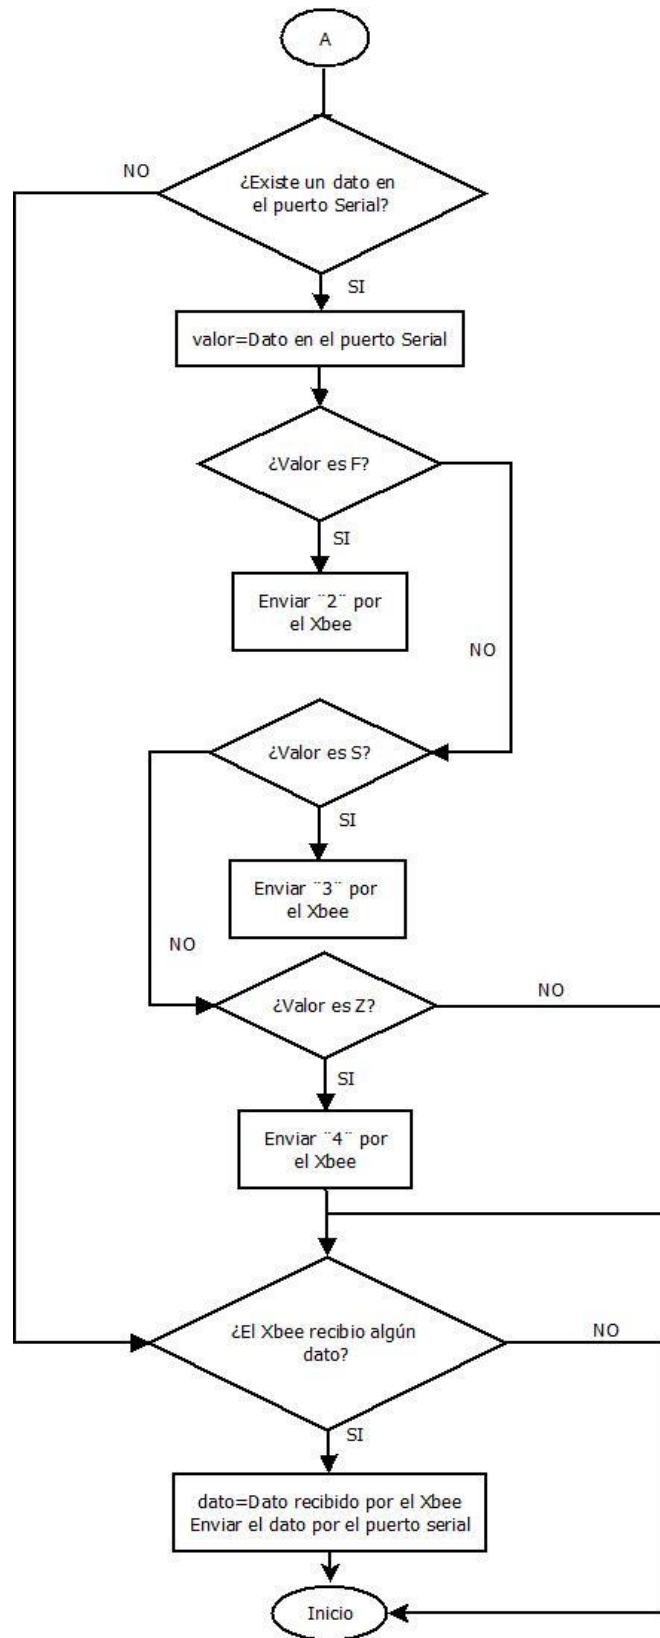 A
NO
¿Existe un dato en
el puerto Serial?
SI
valor=Dato en el puerto Serial
¿Valor es F?
SI
Enviar ¨2¨ por
el Xbee
NO
¿Valor es S?
SI
Enviar ¨3¨ por
el Xbee
NO
¿Valor es Z?
NO
SI
Enviar ¨4¨ por
el Xbee
¿El Xbee recibio algún
dato?
NO
SI
dato=Dato recibido por el Xbee
Enviar el dato por el puerto serial
Inicio